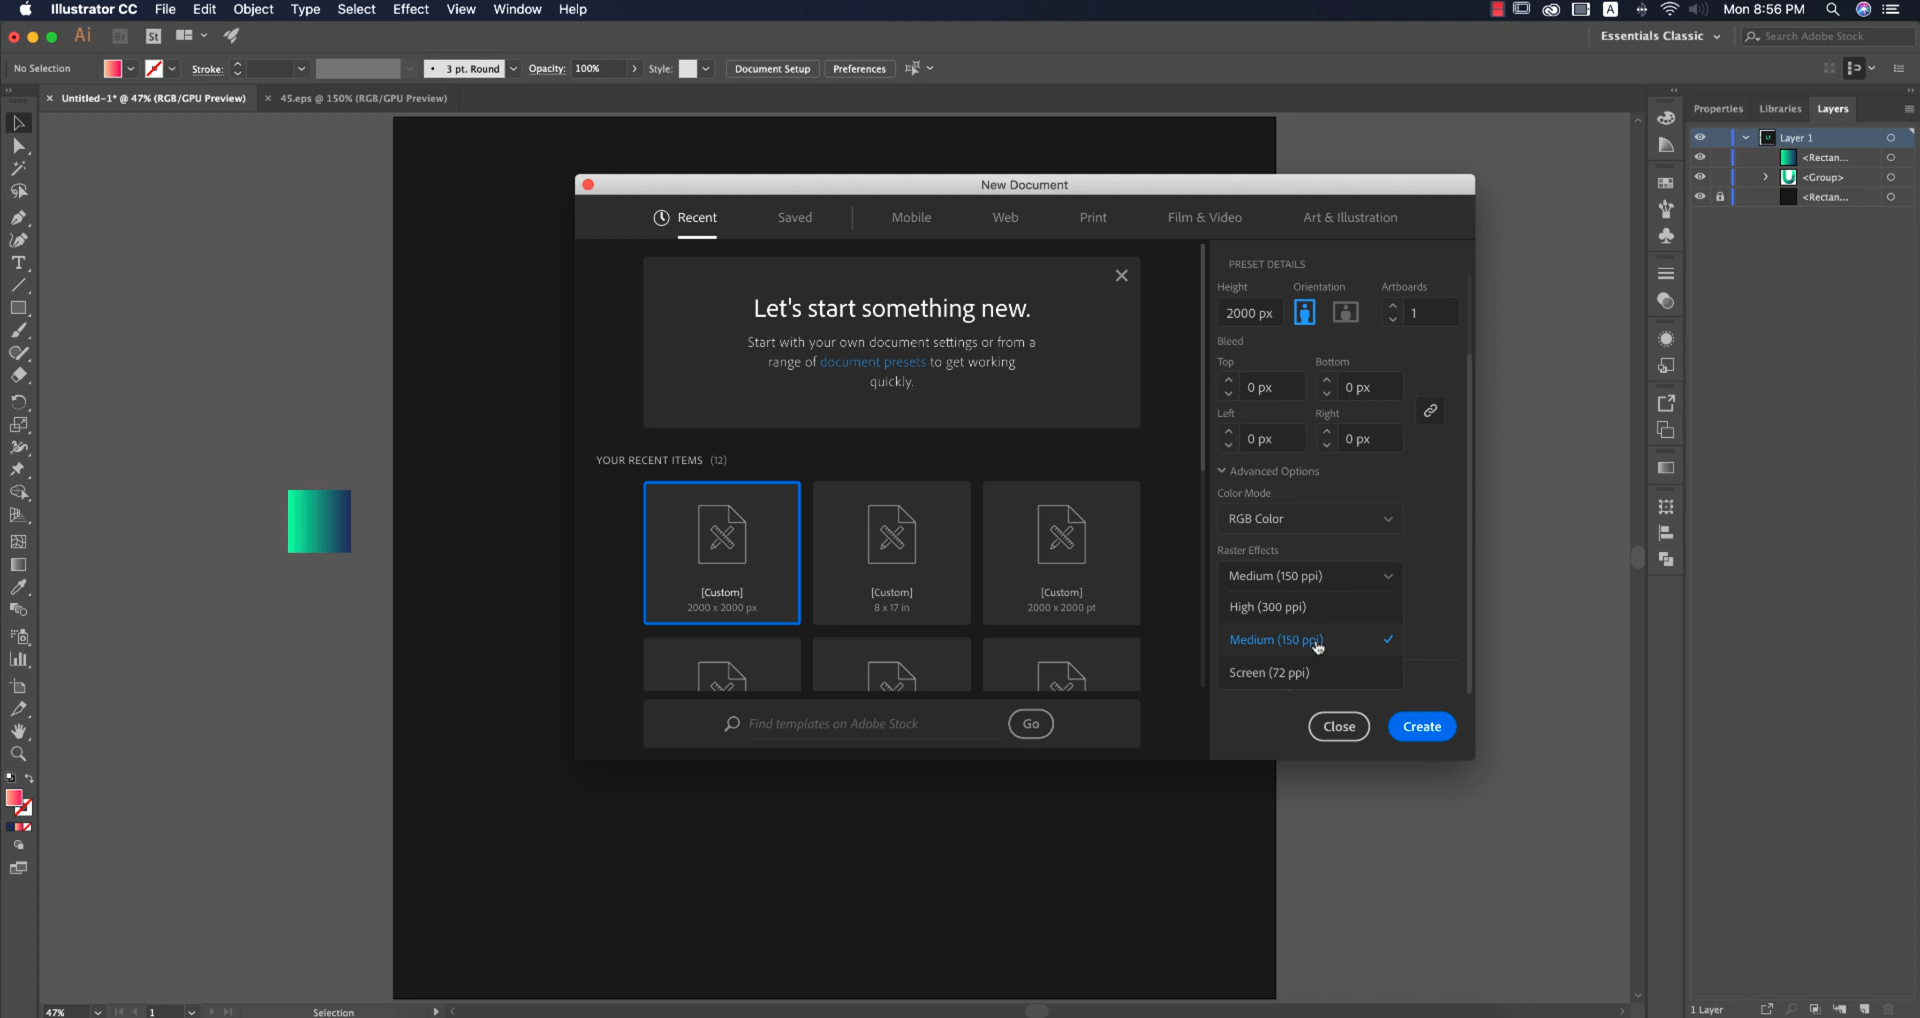 Illustrator CC File Edit Object Type Select Effect View Window Help
A Mon 8:56 PM
Ai Br St
Essentials Classic Search Adobe Stock
No Selection Stroke: 3 pt. Round Opacity: 100% Style: Document Setup Preferences
Untitled-1* @ 47% (RGB/GPU Preview) 45.eps @ 150% (RGB/GPU Preview)
Properties Libraries Layers
Layer 1
<Rectan...
<Group>
<Rectan...
New Document
Recent Saved Mobile Web Print Film & Video Art & Illustration
Let's start something new.
Start with your own document settings or from a
range of document presets to get working
quickly.
YOUR RECENT ITEMS (12)
[Custom] [Custom] [Custom]
2000 x 2000 px 8 x 17 in 2000 x 2000 pt
Find templates on Adobe Stock Go
PRESET DETAILS
Height Orientation Artboards
2000 px 1
Bleed
Top Bottom
0 px 0 px
Left Right
0 px 0 px
Advanced Options
Color Mode
RGB Color
Raster Effects
Medium (150 ppi)
High (300 ppi)
Medium (150 ppi)
Screen (72 ppi)
Close Create
47% 1 Selection
1 Layer